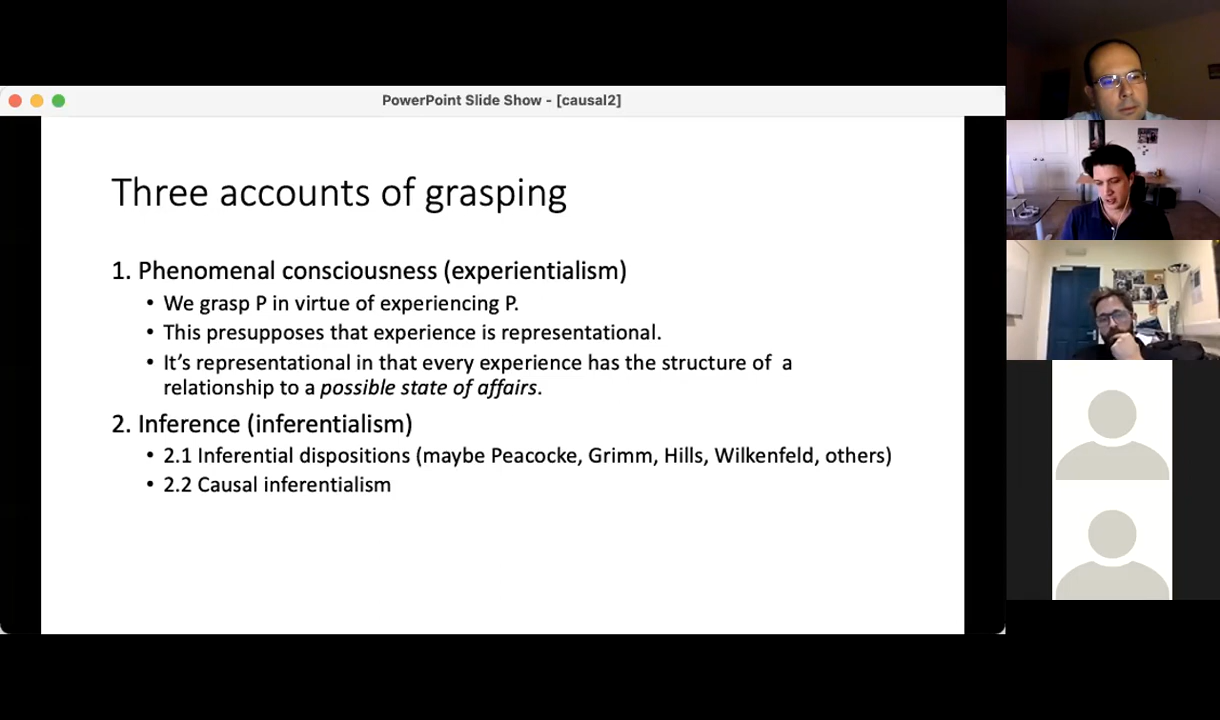 PowerPoint Slide Show - [causal2]
Three accounts of grasping
1. Phenomenal consciousness (experientialism)
• We grasp P in virtue of experiencing P.
• This presupposes that experience is representational.
• It's representational in that every experience has the structure of a
relationship to a possible state of affairs.
2. Inference (inferentialism)
• 2.1 Inferential dispositions (maybe Peacocke, Grimm, Hills, Wilkenfeld, others)
• 2.2 Causal inferentialism